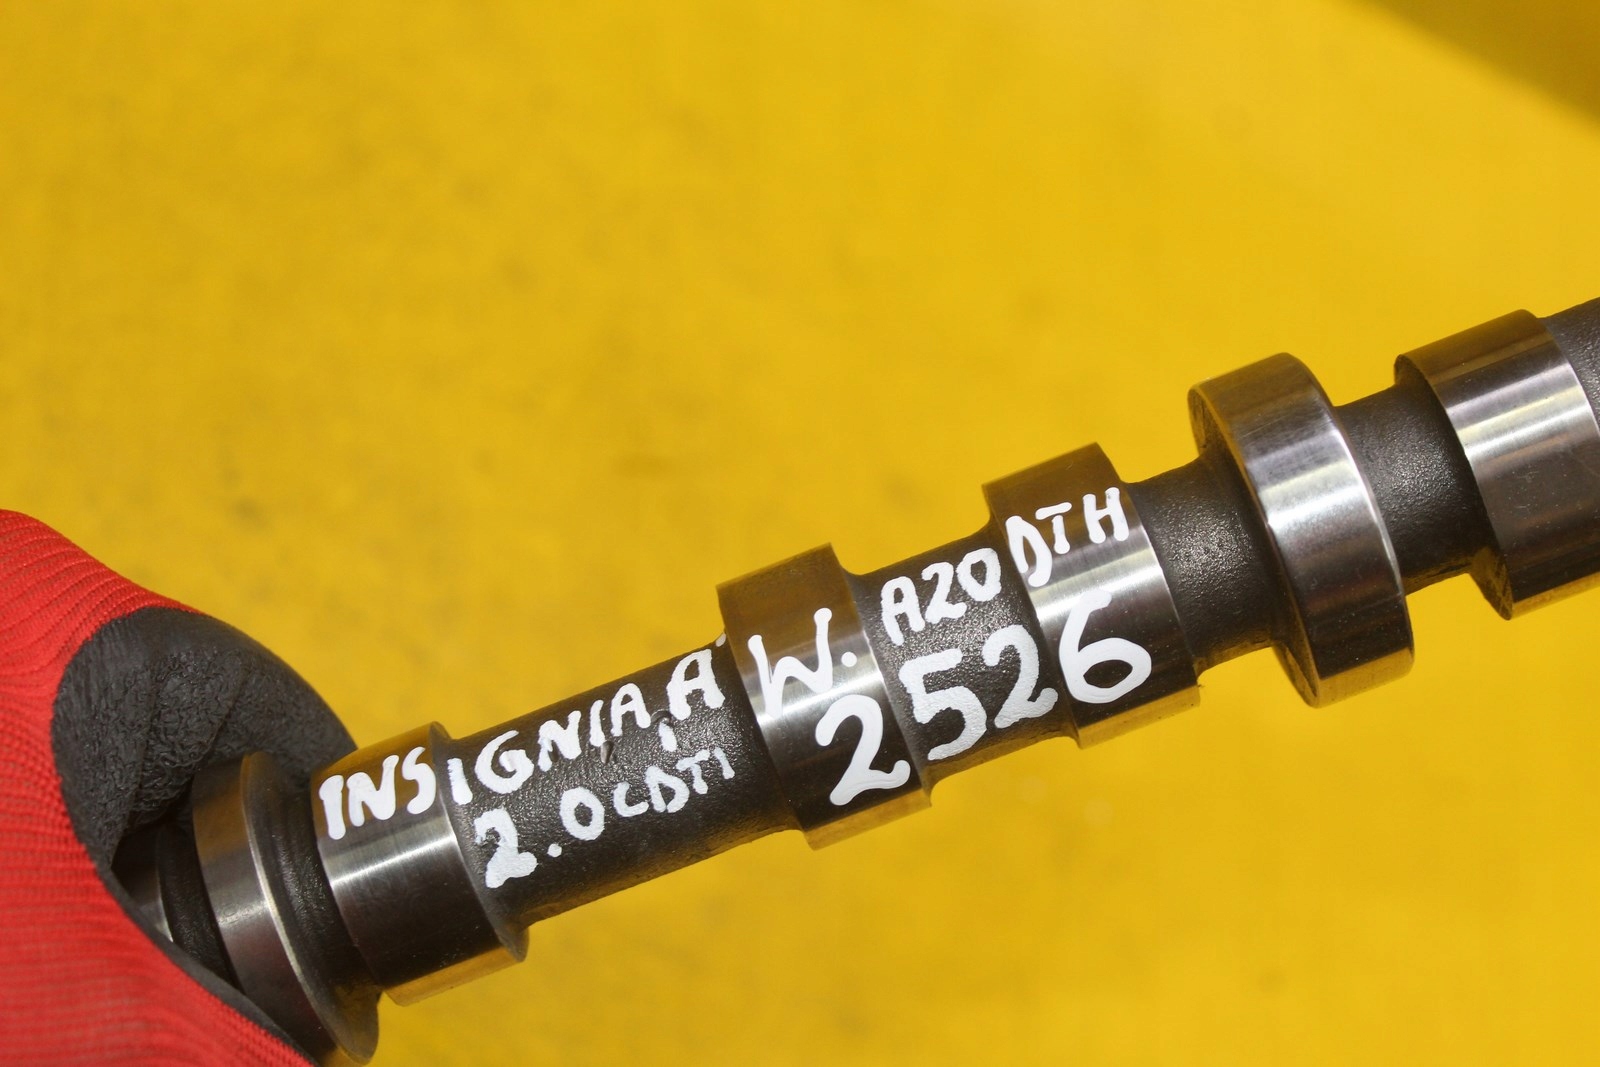 INSIGNIA A W. A20DTH
2.0CDTI 2526